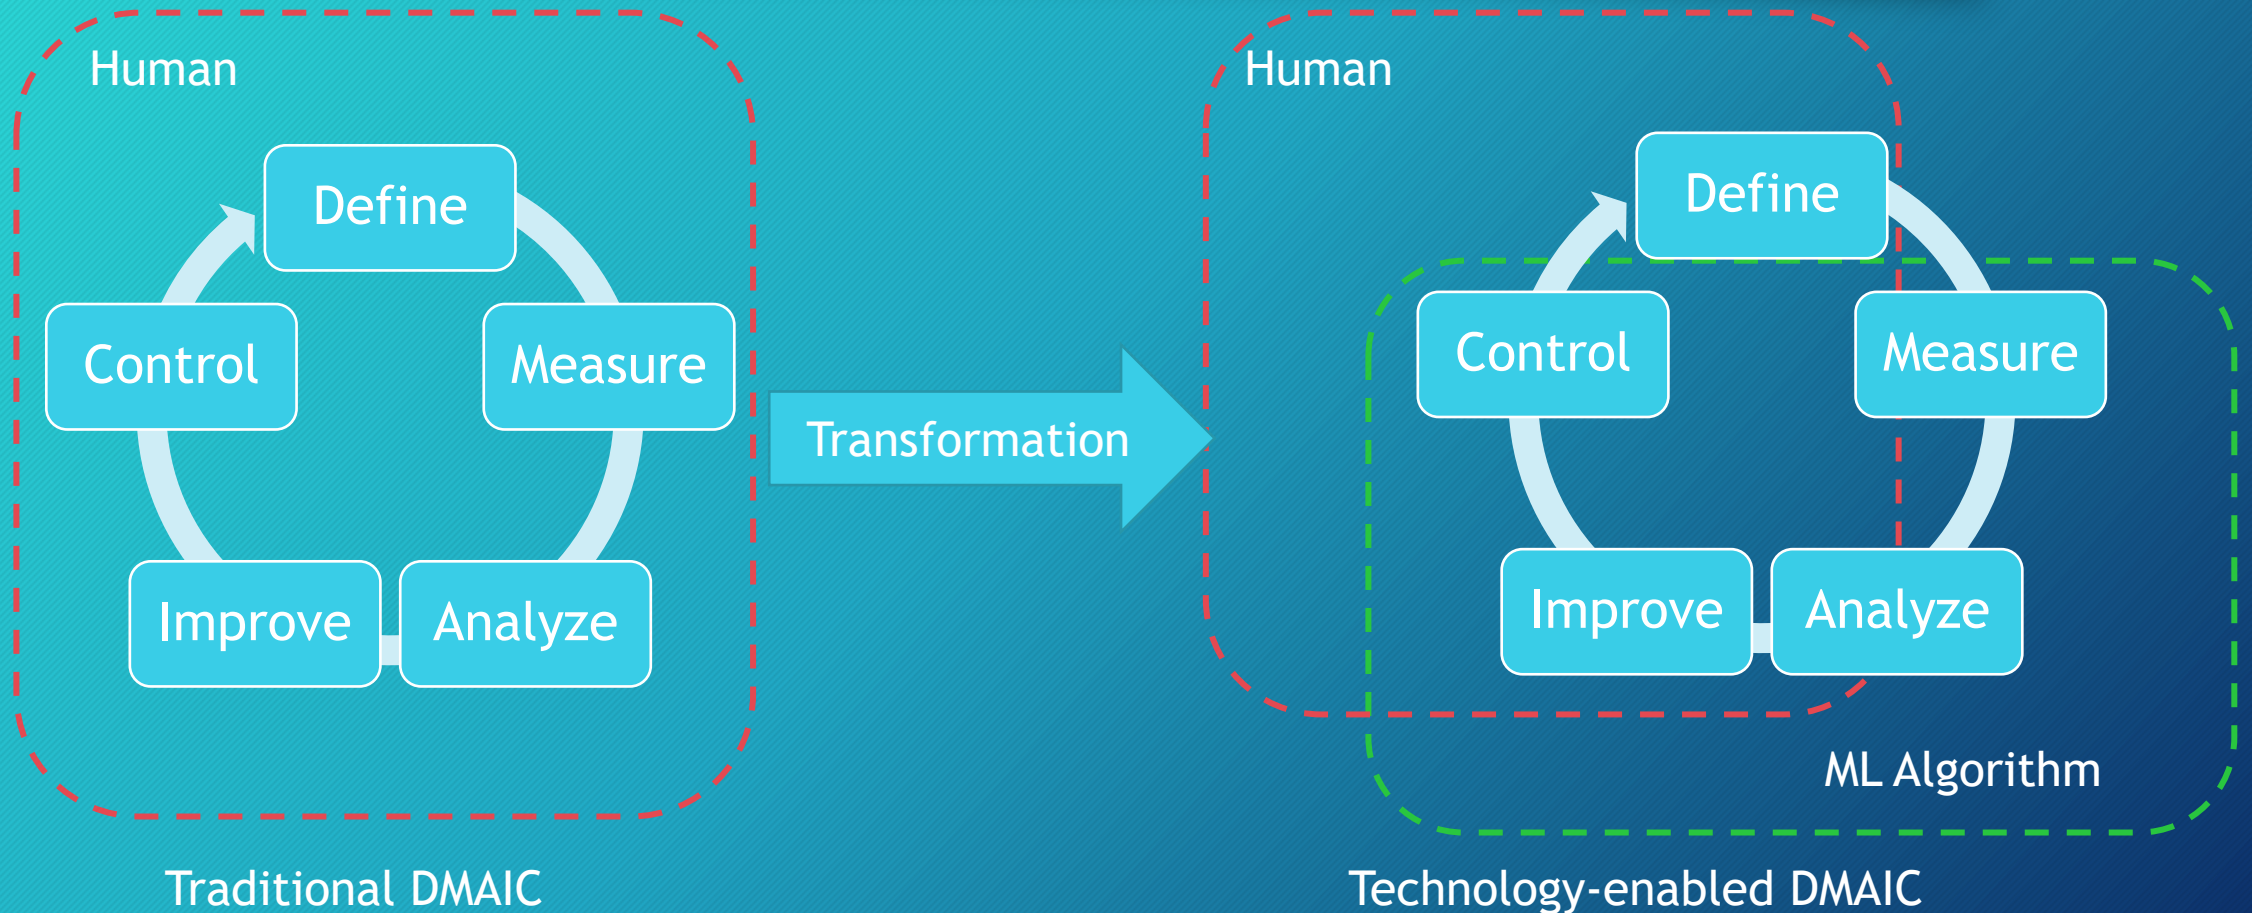 Human
Define
Control
Measure
Improve
Analyze
Traditional DMAIC
Transformation
Human
Define
Control
Measure
Improve
Analyze
ML Algorithm
Technology-enabled DMAIC